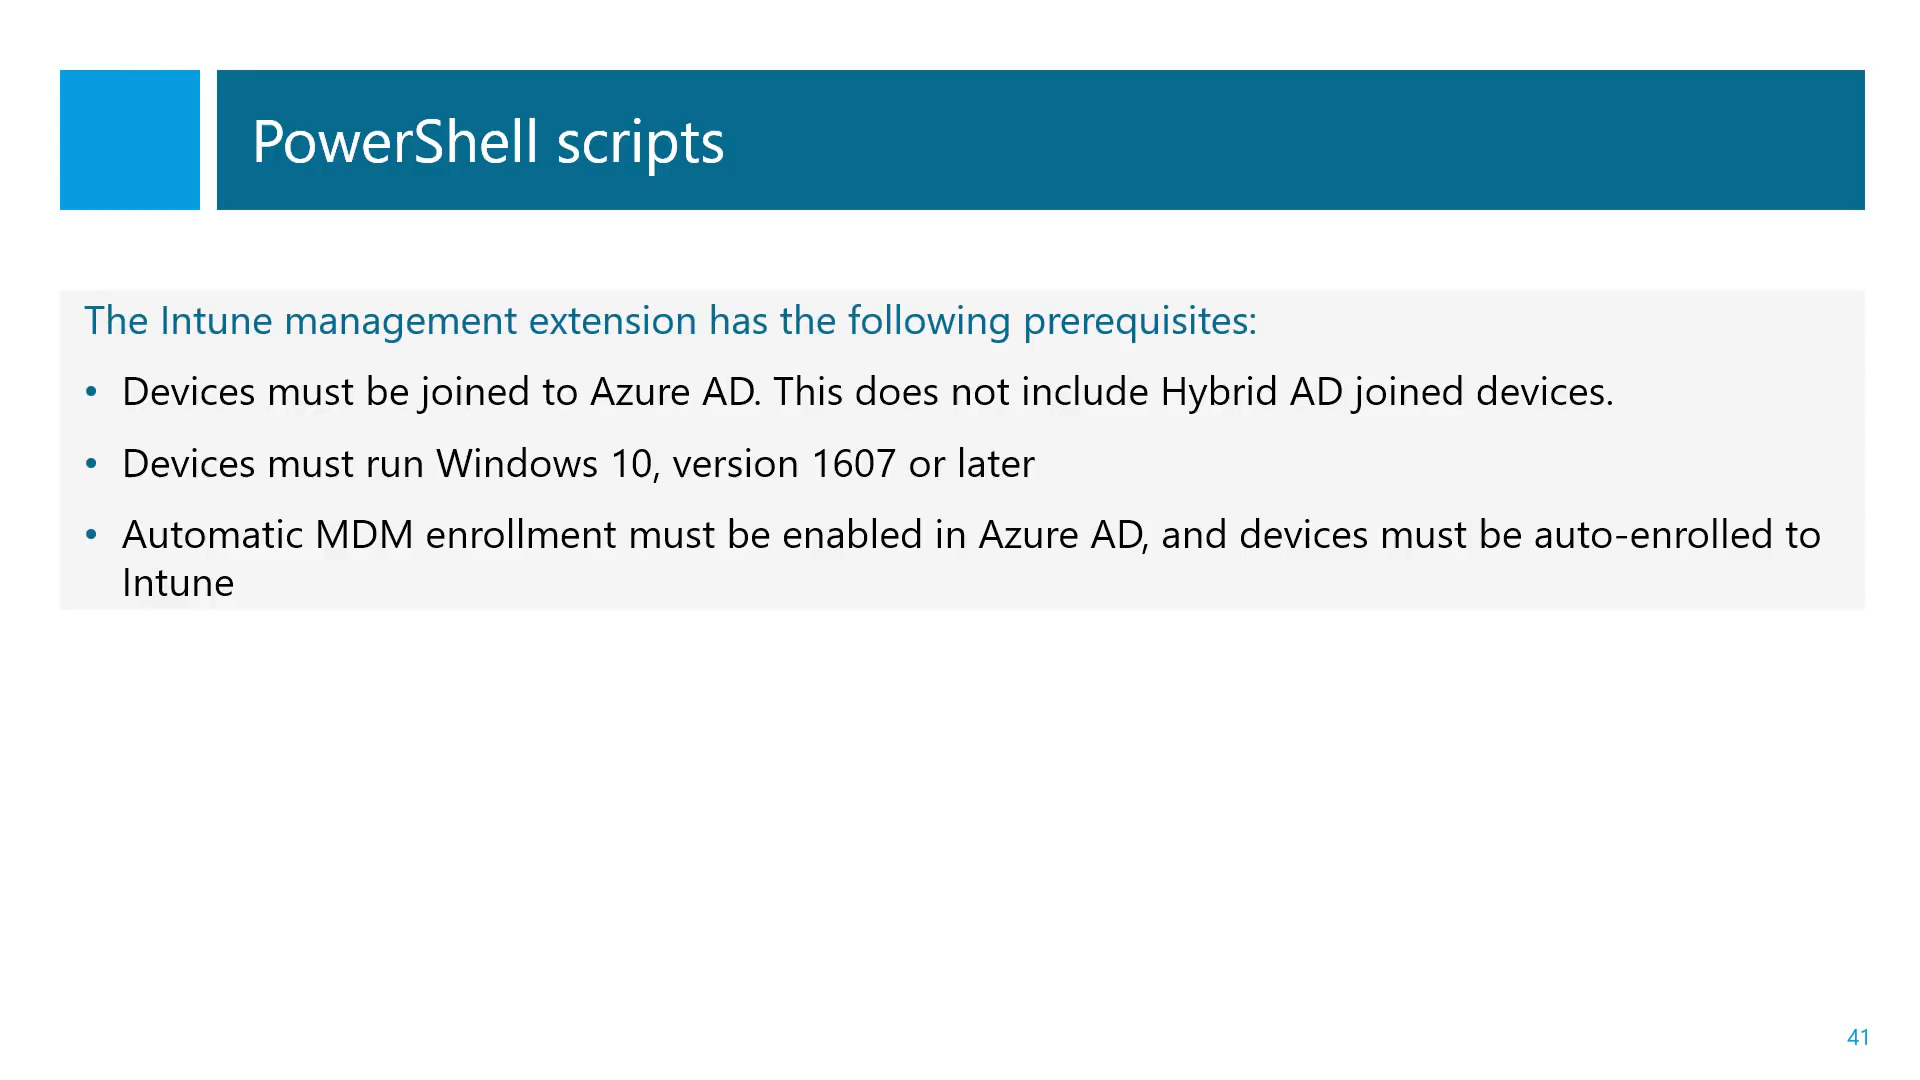 PowerShell scripts
The Intune management extension has the following prerequisites:
• Devices must be joined to Azure AD. This does not include Hybrid AD joined devices.
• Devices must run Windows 10, version 1607 or later
• Automatic MDM enrollment must be enabled in Azure AD, and devices must be auto-enrolled to
Intune
41